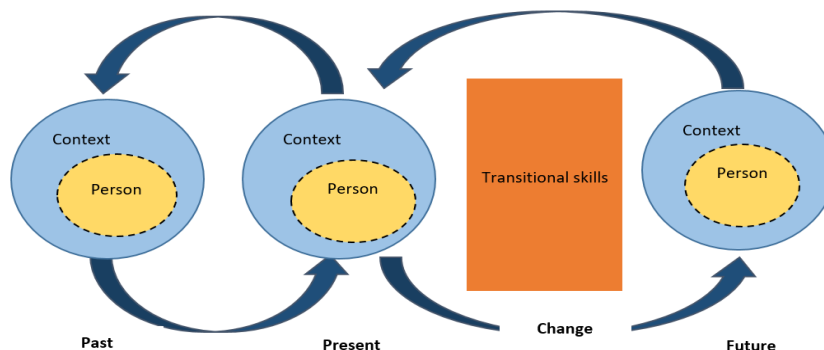 Context
Person
Context
Person
Transitional skills
Context
Person
Past
Present
Change
Future